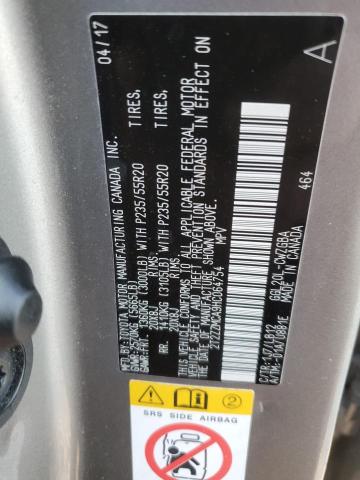 04/17
MFD.BY:TOYOTA MOTOR MANUFACTURING CANADA INC.
GVWR:2570KG (5665LB)
GAWR:FRT. 1360KG (3000LB) WITH P235/55R20 TIRES,
20X8J RIMS,
RR. 1410KG (3105LB) WITH P235/55R20 TIRES,
20X8J RIMS,
THIS VEHICLE CONFORMS TO ALL APPLICABLE FEDERAL MOTOR
VEHICLE SAFETY AND THEFT PREVENTION STANDARDS IN EFFECT ON
THE DATE OF MANUFACTURE SHOWN ABOVE.
MPV
464
MADE IN CANADA
A
SRS SIDE AIRBAG